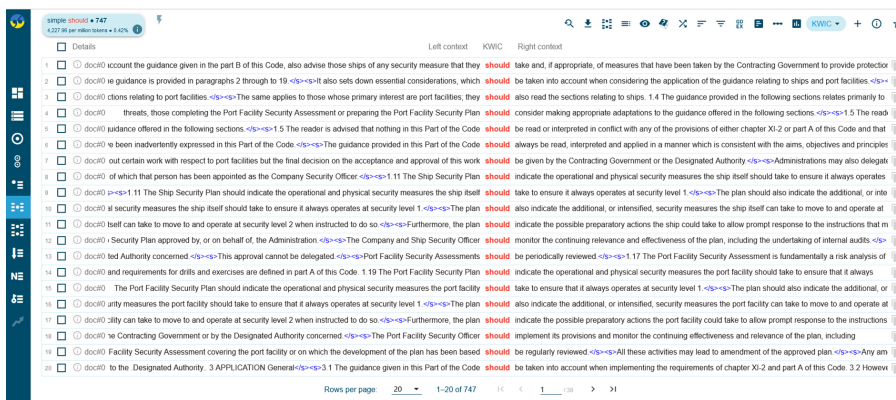 simple should • 747
4,227.96 per million tokens • 0.42%
KWIC
Details Left context KWIC Right context
1 doc#0 account the guidance given in the part B of this Code, also advise those ships of any security measure that they should take and, if appropriate, of measures that have been taken by the Contracting Government to provide protection
2 doc#0 guidance is provided in paragraphs 2 through to 19.</s><s>It also sets down essential considerations, which should be taken into account when considering the application of the guidance relating to ships and port facilities.</s><
3 doc#0 ctions relating to port facilities.</s><s>The same applies to those whose primary interest are port facilities; they should also read the sections relating to ships. 1.4 The guidance provided in the following sections relates primarily to
4 doc#0 threats, those completing the Port Facility Security Assessment or preparing the Port Facility Security Plan should consider making appropriate adaptations to the guidance offered in the following sections.</s><s>1.5 The read
5 doc#0 guidance offered in the following sections.</s><s>1.5 The reader is advised that nothing in this Part of the Code should be read or interpreted in conflict with any of the provisions of either chapter XI-2 or part A of this Code and that
6 doc#0 been inadvertently expressed in this Part of the Code.</s><s>The guidance provided in this Part of the Code should always be read, interpreted and applied in a manner which is consistent with the aims, objectives and principles
7 doc#0 out certain work with respect to port facilities but the final decision on the acceptance and approval of this work should be given by the Contracting Government or the Designated Authority.</s><s>Administrations may also delegat
8 doc#0 of which that person has been appointed as the Company Security Officer.</s><s>1.11 The Ship Security Plan should indicate the operational and physical security measures the ship itself should take to ensure it always operates
9 doc#0 ><s>1.11 The Ship Security Plan should indicate the operational and physical security measures the ship itself should take to ensure it always operates at security level 1.</s><s>The plan should also indicate the additional, or inte
10 doc#0 al security measures the ship itself should take to ensure it always operates at security level 1.</s><s>The plan should also indicate the additional, or intensified, security measures the ship itself can take to move to and operate at
11 doc#0 itself can take to move to and operate at security level 2 when instructed to do so.</s><s>Furthermore, the plan should indicate the possible preparatory actions the ship could take to allow prompt response to the instructions that m
12 doc#0 Security Plan approved by, or on behalf of, the Administration.</s><s>The Company and Ship Security Officer should monitor the continuing relevance and effectiveness of the plan, including the undertaking of internal audits.</s>
13 doc#0 ted Authority concerned.</s><s>This approval cannot be delegated.</s><s>Port Facility Security Assessments should be periodically reviewed.</s><s>1.17 The Port Facility Security Assessment is fundamentally a risk analysis of
14 doc#0 and requirements for drills and exercises are defined in part A of this Code. 1.19 The Port Facility Security Plan should indicate the operational and physical security measures the port facility should take to ensure that it always
15 doc#0 The Port Facility Security Plan should indicate the operational and physical security measures the port facility should take to ensure that it always operates at security level 1.</s><s>The plan should also indicate the additional, or
16 doc#0 urity measures the port facility should take to ensure that it always operates at security level 1.</s><s>The plan should also indicate the additional, or intensified, security measures the port facility can take to move to and operate at
17 doc#0 cility can take to move to and operate at security level 2 when instructed to do so.</s><s>Furthermore, the plan should indicate the possible preparatory actions the port facility could take to allow prompt response to the instructions
18 doc#0 Contracting Government or by the Designated Authority concerned.</s><s>The Port Facility Security Officer should implement its provisions and monitor the continuing effectiveness and relevance of the plan, including
19 doc#0 Facility Security Assessment covering the port facility or on which the development of the plan has been based should be regularly reviewed.</s><s>All these activities may lead to amendment of the approved plan.</s><s>Any am
20 doc#0 to the .Designated Authority.. 3 APPLICATION General</s><s>3.1 The guidance given in this Part of the Code should be taken into account when implementing the requirements of chapter XI-2 and part A of this Code. 3.2 Howeve
Rows per page: 20 1–20 of 747 1 / 38